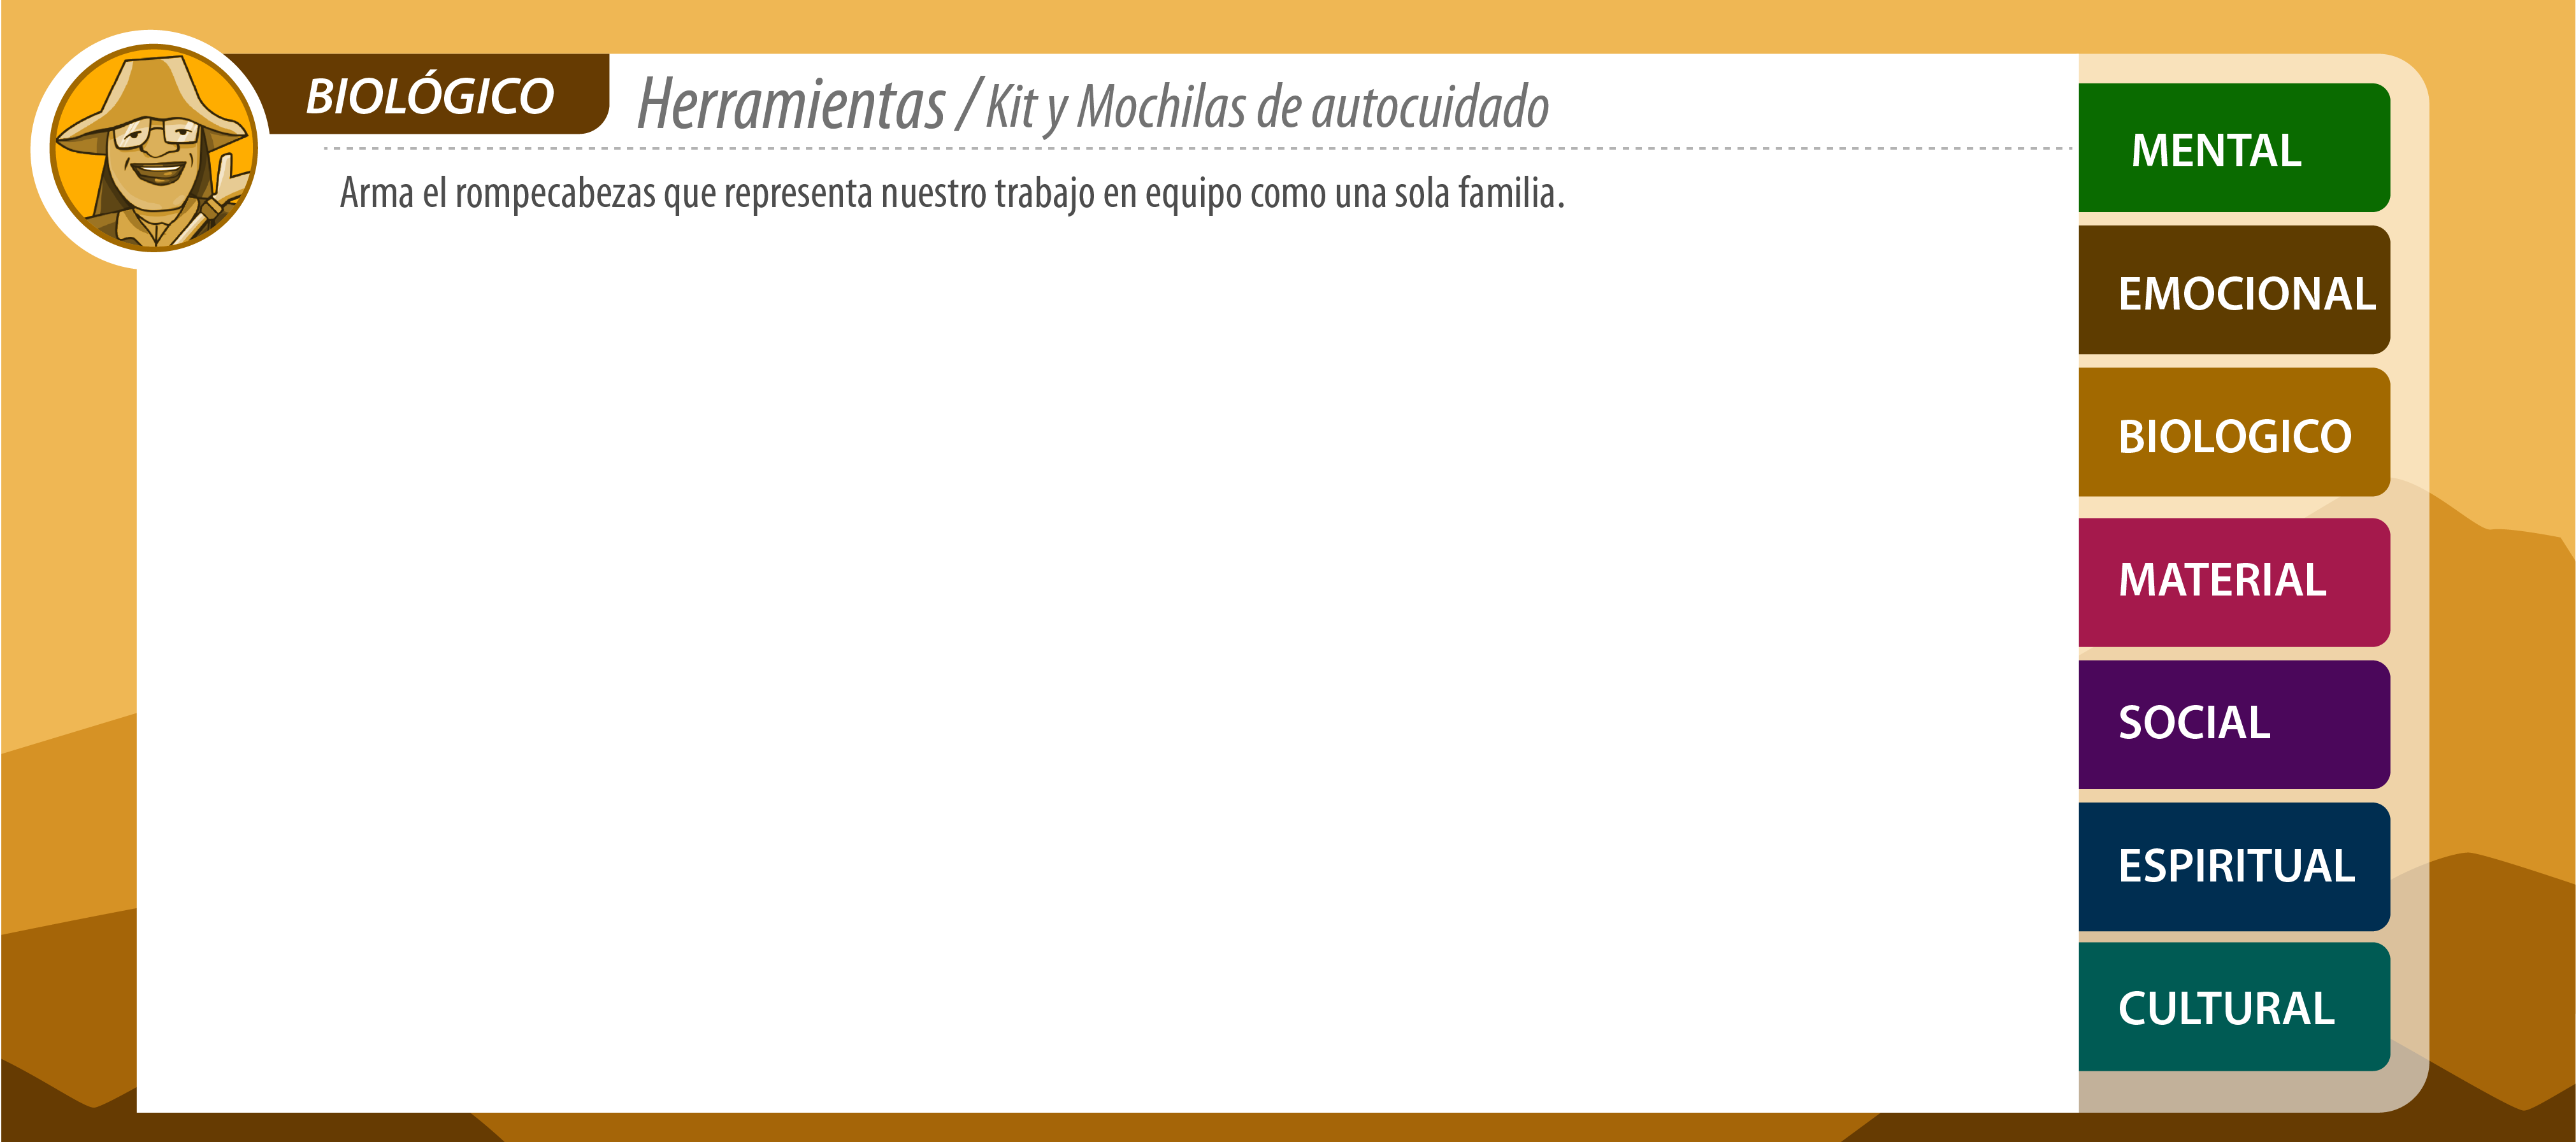 BIOLÓGICO
Herramientas / Kit y Mochilas de autocuidado
Arma el rompecabezas que representa nuestro trabajo en equipo como una sola familia.
MENTAL
EMOCIONAL
BIOLOGICO
MATERIAL
SOCIAL
ESPIRITUAL
CULTURAL